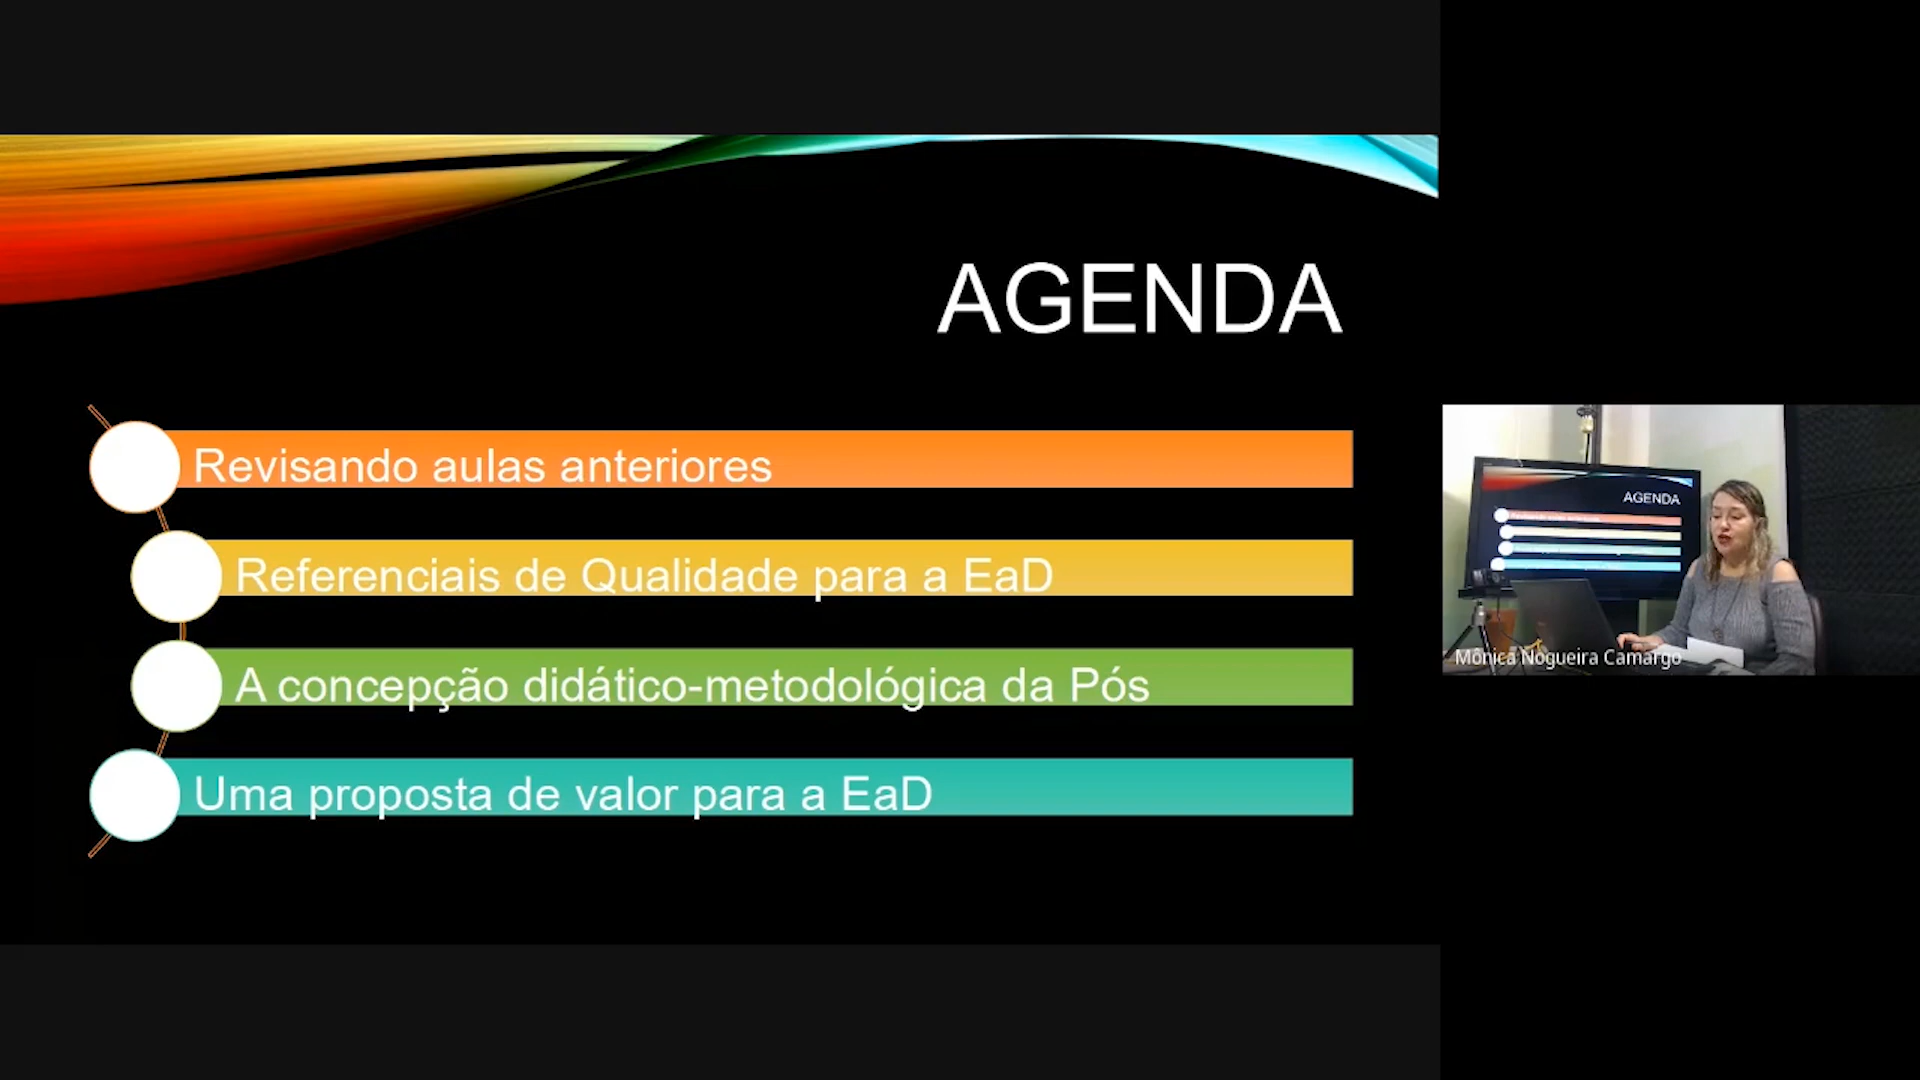 AGENDA
Revisando aulas anteriores
Referenciais de Qualidade para a EaD
A concepção didático-metodológica da Pós
Uma proposta de valor para a EaD
AGENDA
Mônica Nogueira Camargo